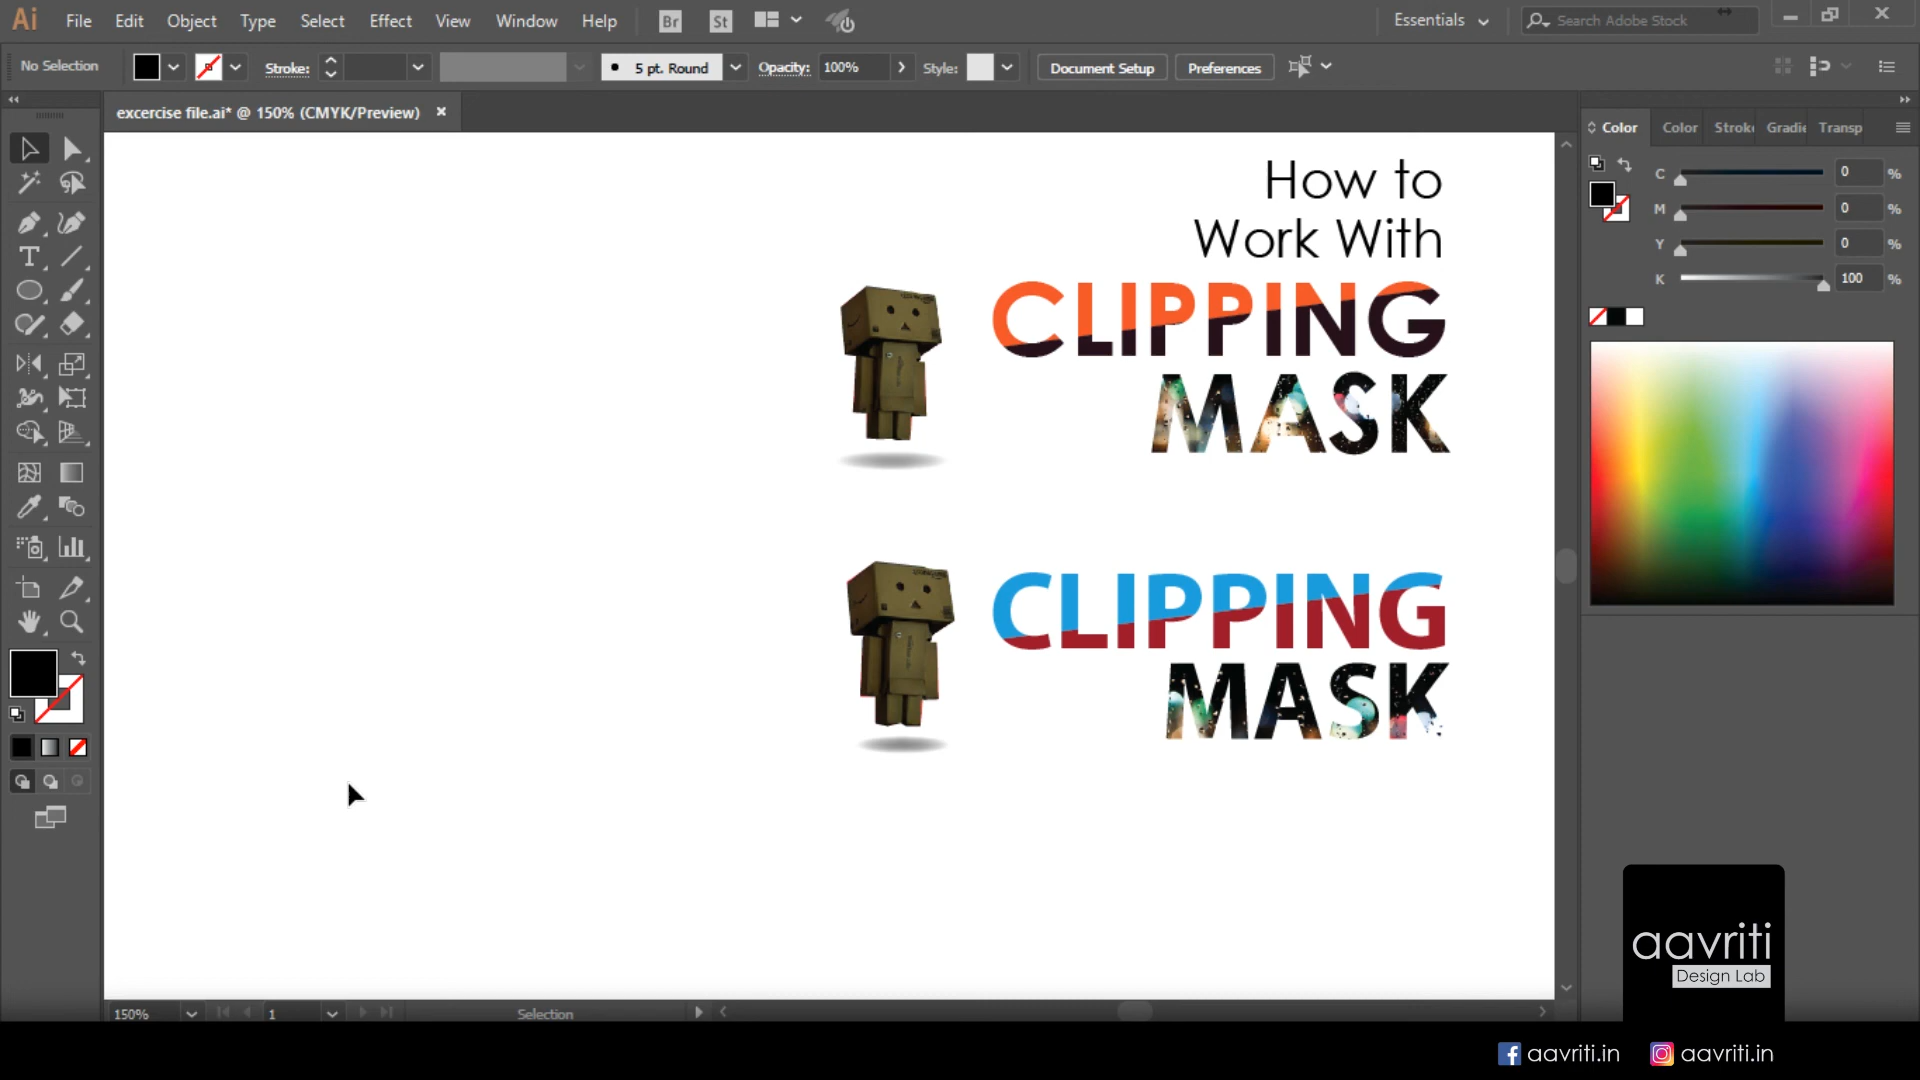 Ai File Edit Object Type Select Effect View Window Help Br St Essentials Search Adobe Stock
No Selection Stroke: 5 pt. Round Opacity: 100% Style: Document Setup Preferences
excercise file.ai* @ 150% (CMYK/Preview)
Color Color Stroke Gradie Transp
C 0 %
M 0 %
Y 0 %
K 100 %
How to
Work With
CLIPPING
MASK
CLIPPING
MASK
150% 1 Selection
aavriti
Design Lab
aavriti.in aavriti.in